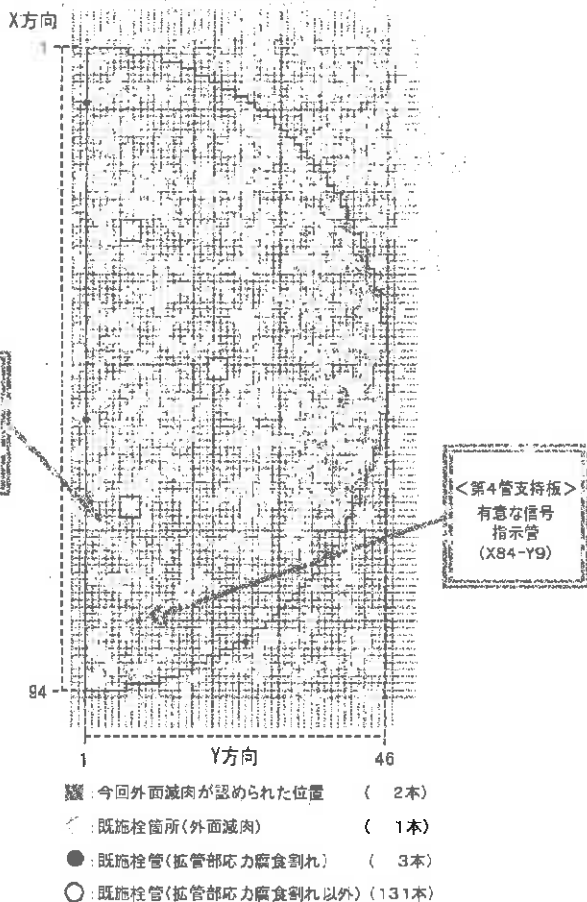 X方向
1
<第4管支持板>
有意な信号
指示管
(X84-Y9)
94
1
Y方向
46
:今回外面減肉が認められた位置 ( 2本)
:既施栓箇所(外面減肉) ( 1本)
●:既施栓管(拡管部応力腐食割れ) ( 3本)
○:既施栓管(拡管部応力腐食割れ以外) (131本)